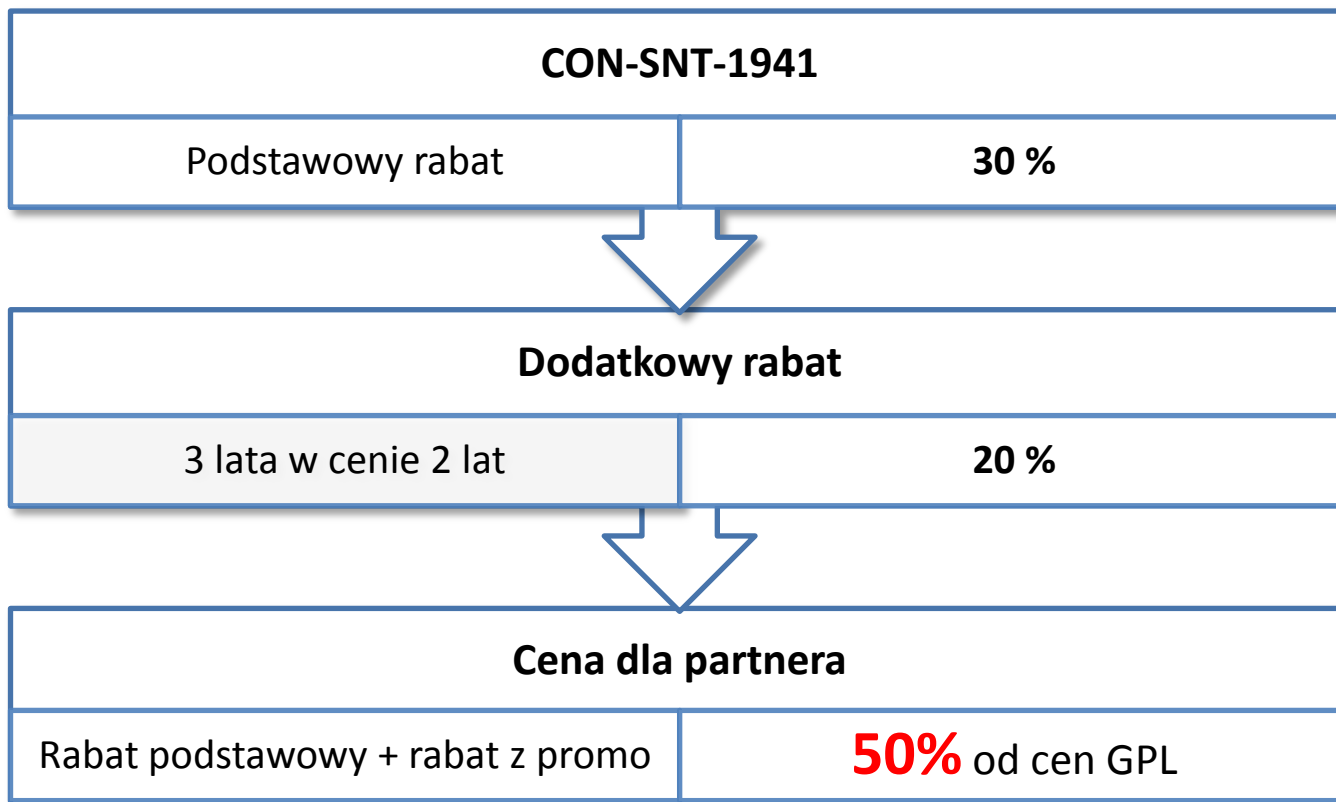 CON-SNT-1941
Podstawowy rabat
30 %
Dodatkowy rabat
3 lata w cenie 2 lat
20 %
Cena dla partnera
Rabat podstawowy + rabat z promo
50% od cen GPL